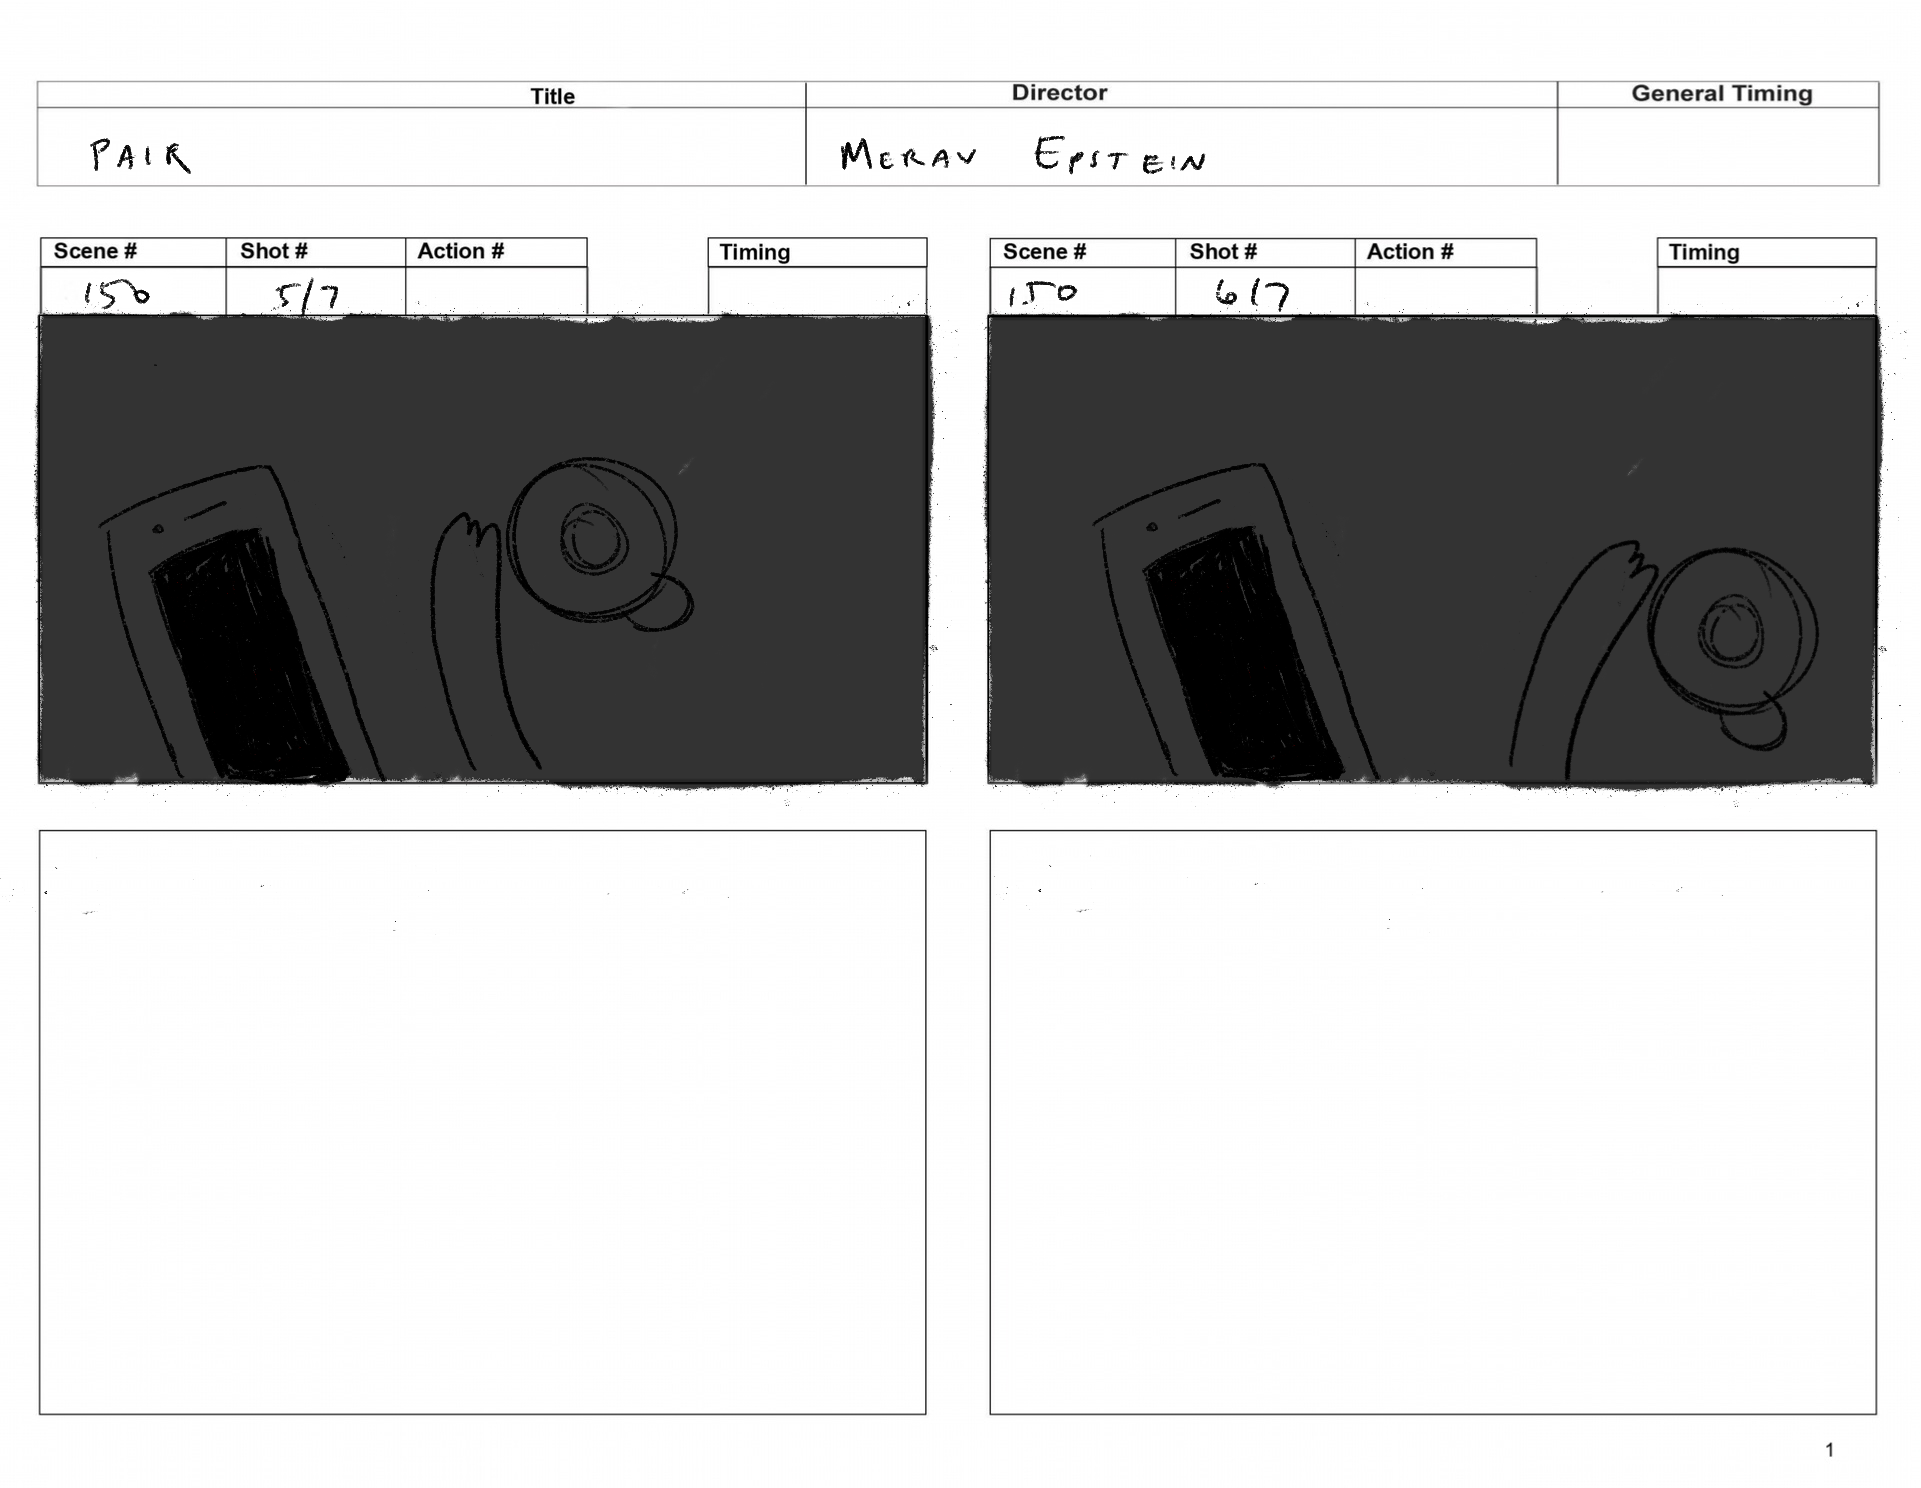 Title Director General Timing
PAIR MERAV EPSTEIN
Scene # Shot # Action # Timing Scene # Shot # Action # Timing
150 5/7 150 6/7
1